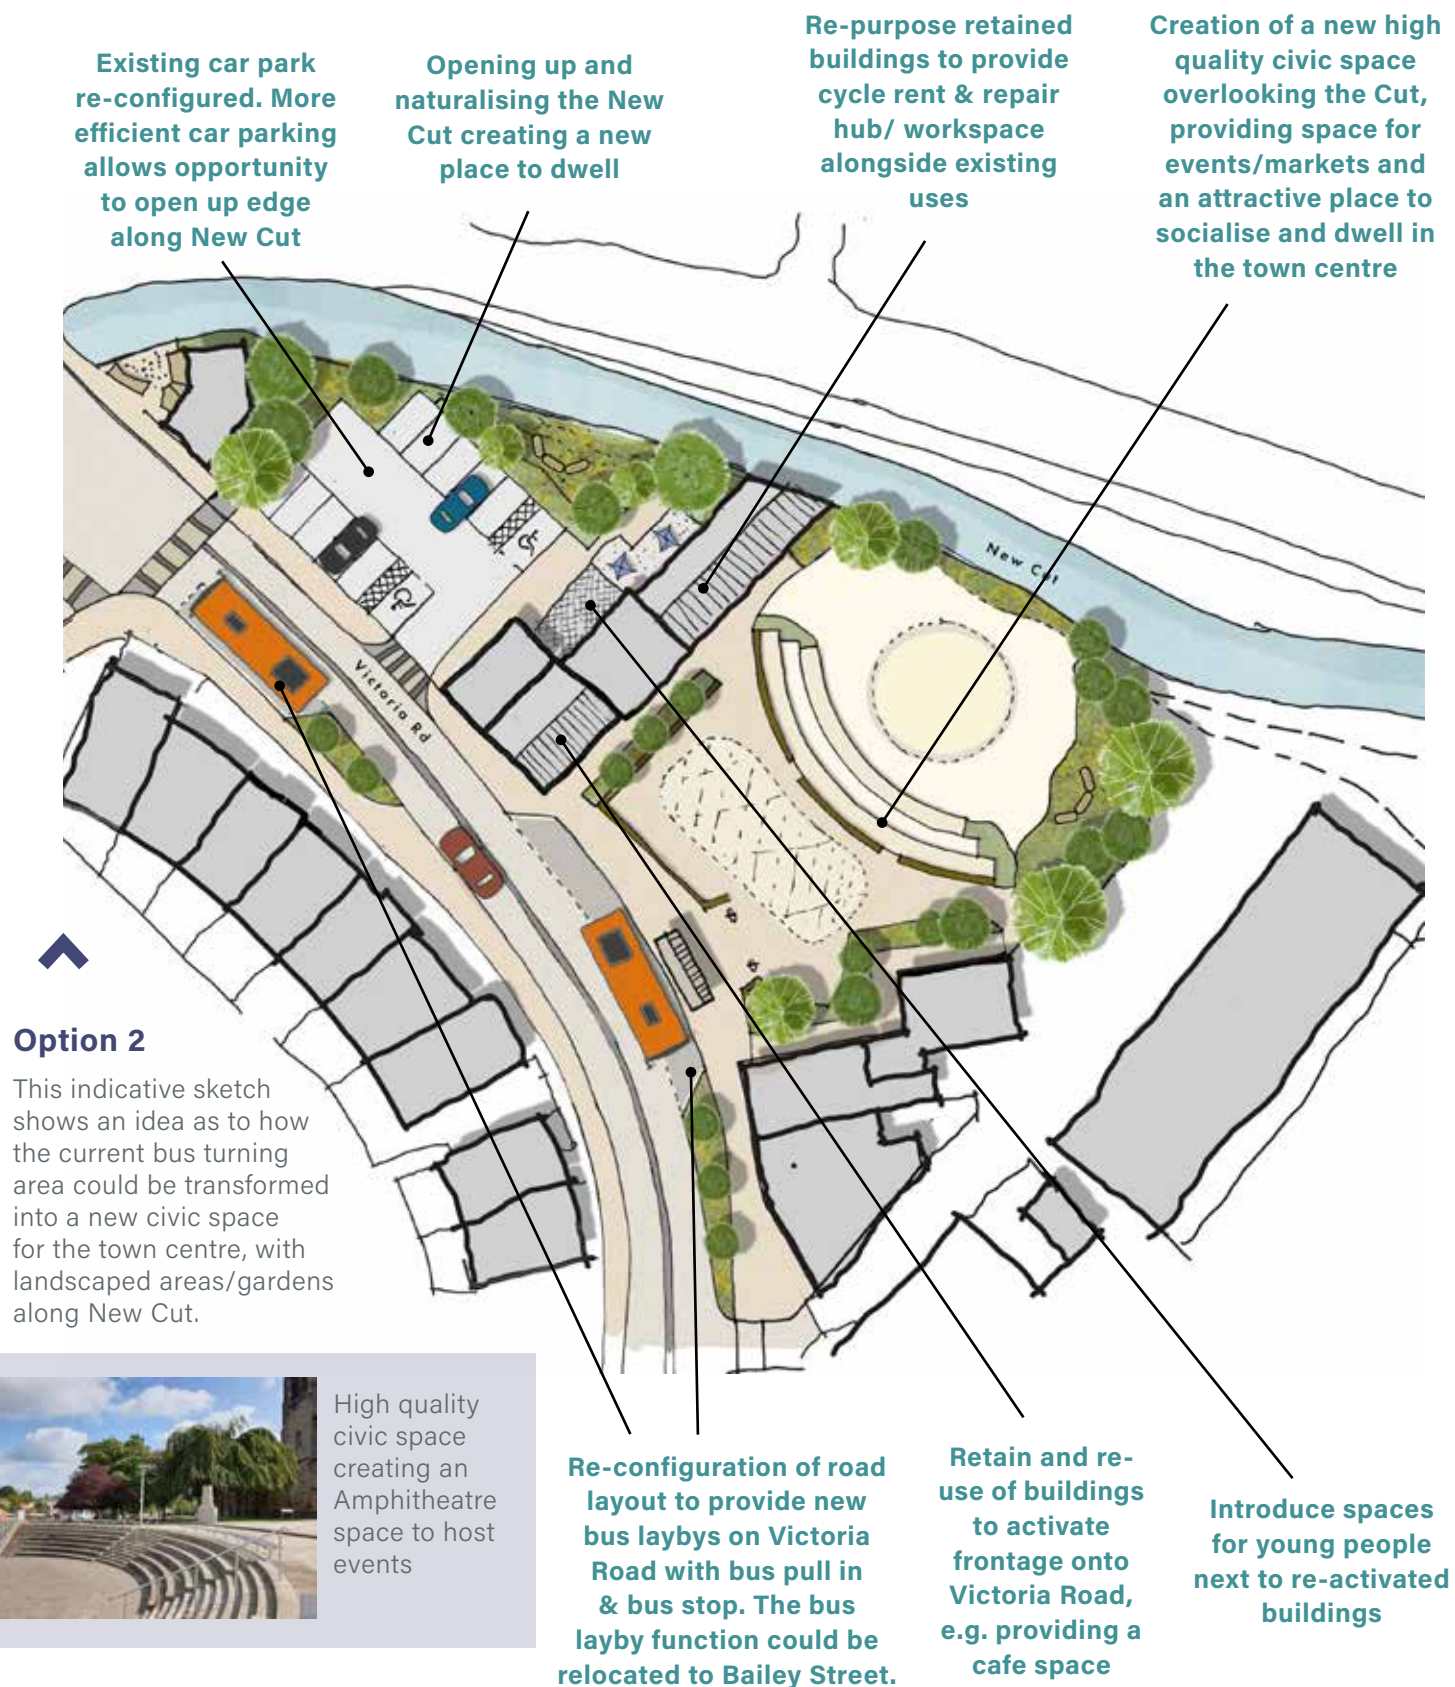 Existing car park
re-configured. More
efficient car parking
allows opportunity
to open up edge
along New Cut
Opening up and
naturalising the New
Cut creating a new
place to dwell
Re-purpose retained
buildings to provide
cycle rent & repair
hub/ workspace
alongside existing
uses
Creation of a new high
quality civic space
overlooking the Cut,
providing space for
events/markets and
an attractive place to
socialise and dwell in
the town centre
New Cut
Victoria Rd
Option 2
This indicative sketch
shows an idea as to how
the current bus turning
area could be transformed
into a new civic space
for the town centre, with
landscaped areas/gardens
along New Cut.
High quality
civic space
creating an
Amphitheatre
space to host
events
Re-configuration of road
layout to provide new
bus laybys on Victoria
Road with bus pull in
& bus stop. The bus
layby function could be
relocated to Bailey Street.
Retain and re-
use of buildings
to activate
frontage onto
Victoria Road,
e.g. providing a
cafe space
Introduce spaces
for young people
next to re-activated
buildings